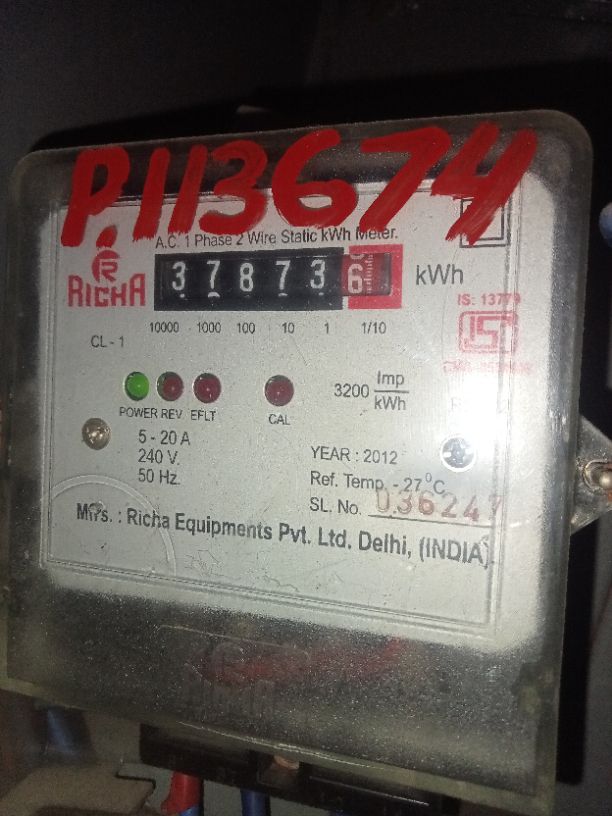 P.113674
A.C. 1 Phase 2 Wire Static kWh Meter.
RICHA
378736 kWh
10000 1000 100 10 1 1/10
IS: 13779
ISI
CL - 1
3200 Imp/kWh
POWER REV EFLT CAL
5 - 20 A
240 V.
50 Hz.
YEAR : 2012
Ref. Temp. - 27°C
SL. No. 036247
M/s. : Richa Equipments Pvt. Ltd. Delhi, (INDIA)
RICHA